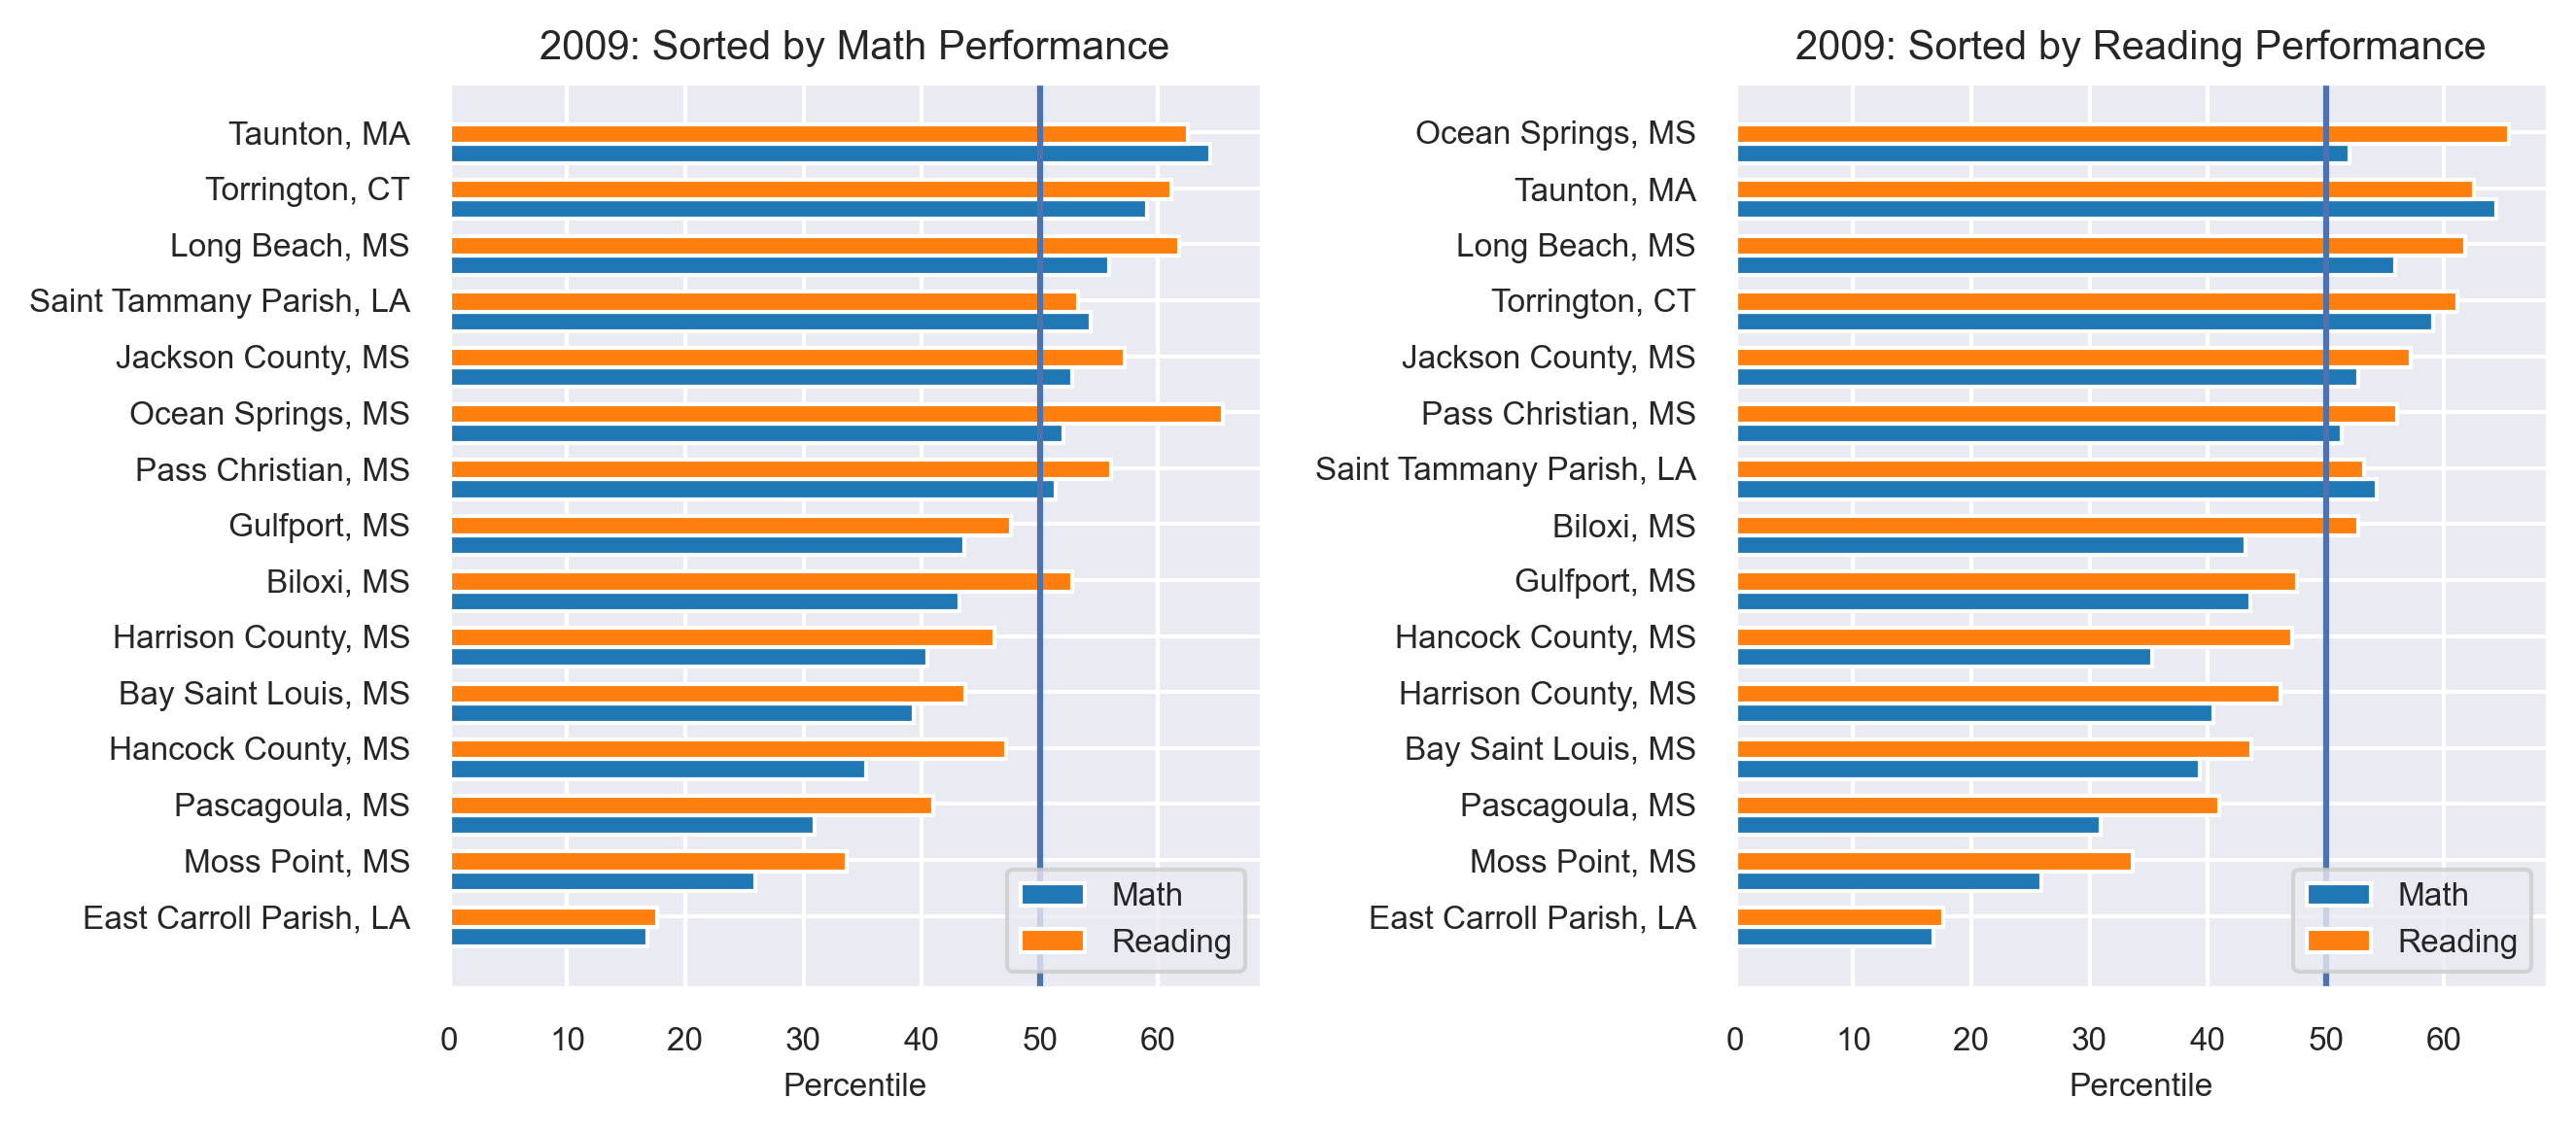 2009: Sorted by Math Performance
Taunton, MA
Torrington, CT
Long Beach, MS
Saint Tammany Parish, LA
Jackson County, MS
Ocean Springs, MS
Pass Christian, MS
Gulfport, MS
Biloxi, MS
Harrison County, MS
Bay Saint Louis, MS
Hancock County, MS
Pascagoula, MS
Moss Point, MS
East Carroll Parish, LA
Math
Reading
0 10 20 30 40 50 60
Percentile
2009: Sorted by Reading Performance
Ocean Springs, MS
Taunton, MA
Long Beach, MS
Torrington, CT
Jackson County, MS
Pass Christian, MS
Saint Tammany Parish, LA
Biloxi, MS
Gulfport, MS
Hancock County, MS
Harrison County, MS
Bay Saint Louis, MS
Pascagoula, MS
Moss Point, MS
East Carroll Parish, LA
Math
Reading
0 10 20 30 40 50 60
Percentile